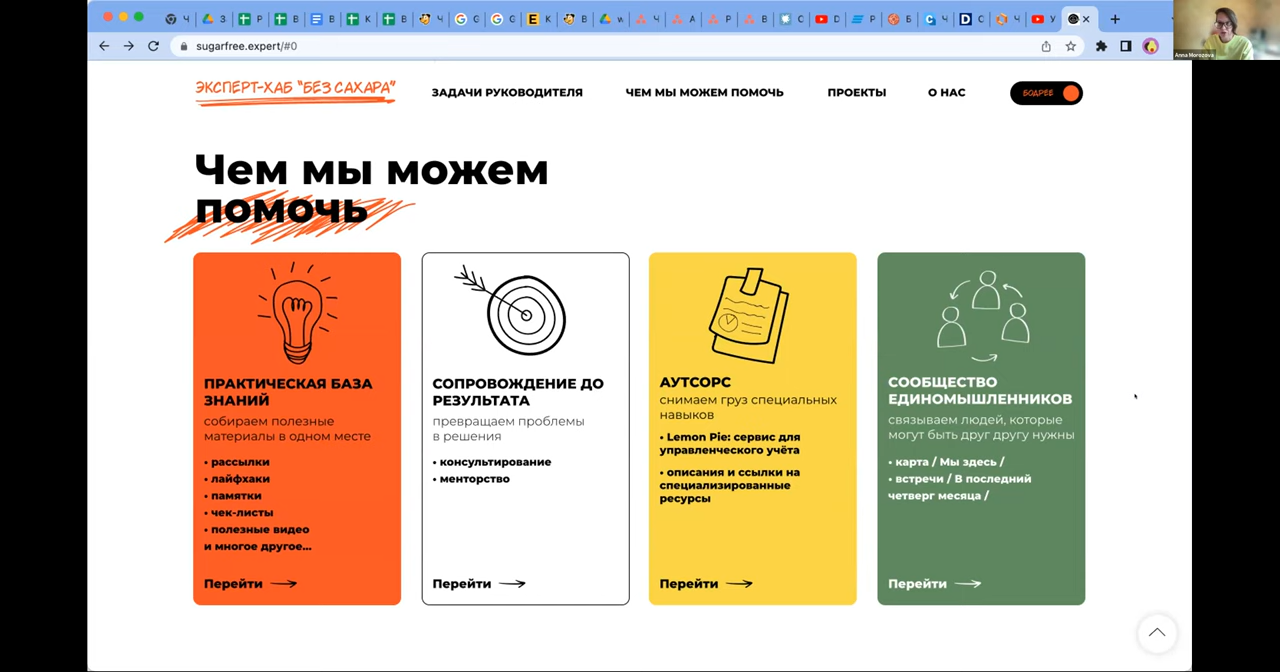 Ч
З
Р
В
В
К
В
Ч
G
G
E К
В
w
Ч
А
Р
В
С
D
Р
Б
Ч
D С
Ч
У
sugarfree.expert/#0
Anna Morozova
ЭКСПЕРТ-ХАБ "БЕЗ САХАРА"
ЗАДАЧИ РУКОВОДИТЕЛЯ
ЧЕМ МЫ МОЖЕМ ПОМОЧЬ
ПРОЕКТЫ
О НАС
БОДРЕЕ
Чем мы можем
помочь
ПРАКТИЧЕСКАЯ БАЗА
ЗНАНИЙ
собираем полезные
материалы в одном месте
• рассылки
• лайфхаки
• памятки
• чек-листы
• полезные видео
и многое другое...
Перейти
СОПРОВОЖДЕНИЕ ДО
РЕЗУЛЬТАТА
превращаем проблемы
в решения
• консультирование
• менторство
Перейти
АУТСОРС
снимаем груз специальных
навыков
• Lemon Pie: сервис для
управленческого учёта
• описания и ссылки на
специализированные
ресурсы
Перейти
СООБЩЕСТВО
ЕДИНОМЫШЛЕННИКОВ
связываем людей, которые
могут быть друг другу нужны
• карта / Мы здесь /
• встречи / В последний
четверг месяца /
Перейти